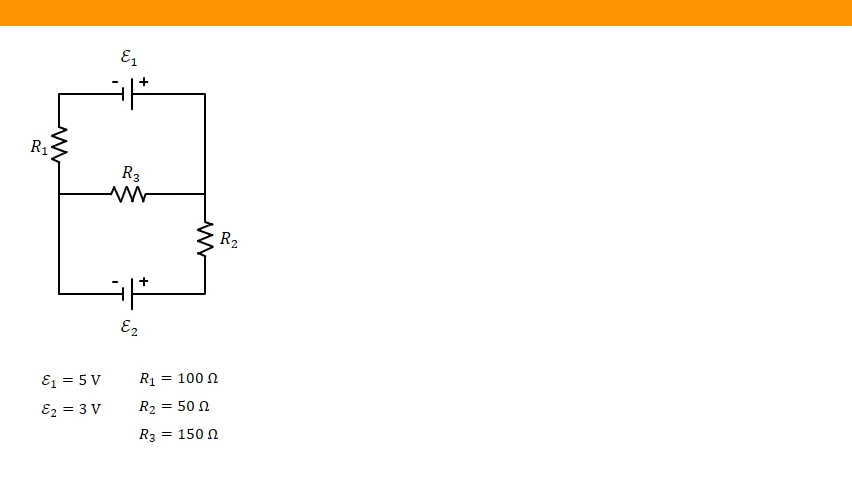 ℰ₁
- +
R₁
R₃
R₂
- +
ℰ₂
ℰ₁ = 5 V
R₁ = 100 Ω
ℰ₂ = 3 V
R₂ = 50 Ω
R₃ = 150 Ω